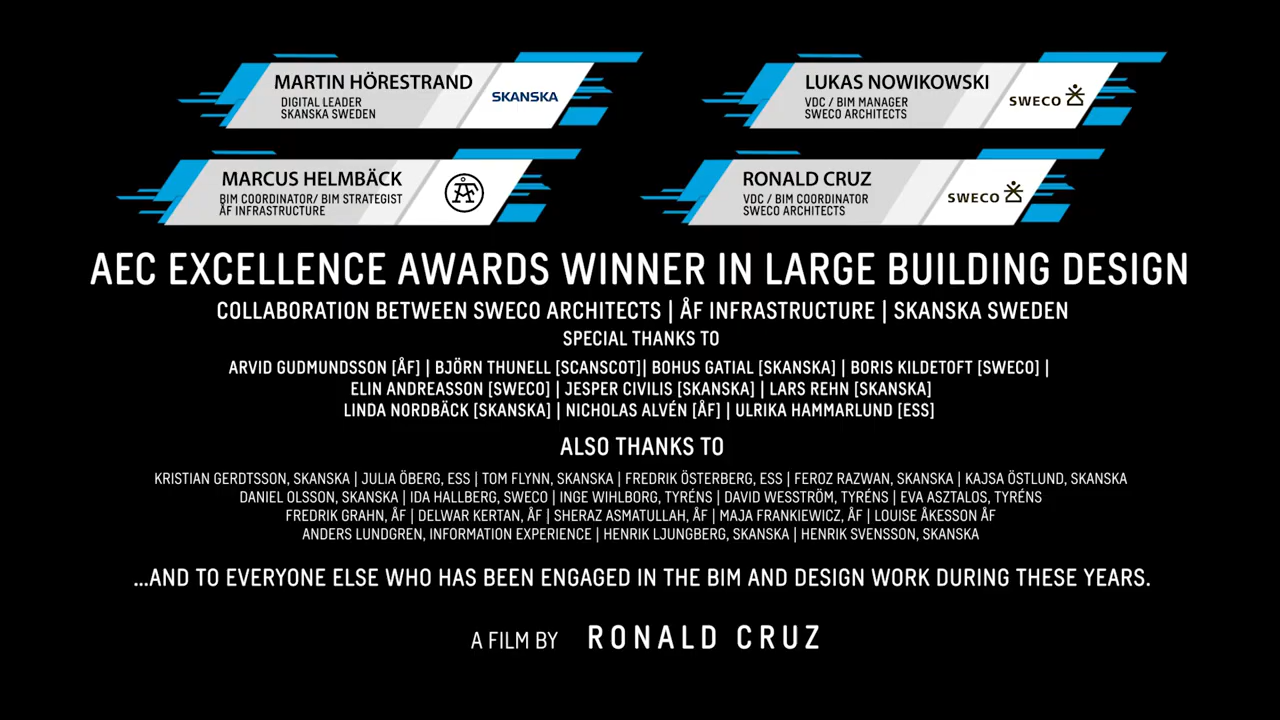 MARTIN HÖRESTRAND
DIGITAL LEADER
SKANSKA SWEDEN
SKANSKA
LUKAS NOWIKOWSKI
VDC / BIM MANAGER
SWECO ARCHITECTS
SWECO
MARCUS HELMBÄCK
BIM COORDINATOR/ BIM STRATEGIST
ÅF INFRASTRUCTURE
ÅF
RONALD CRUZ
VDC / BIM COORDINATOR
SWECO ARCHITECTS
SWECO
AEC EXCELLENCE AWARDS WINNER IN LARGE BUILDING DESIGN
COLLABORATION BETWEEN SWECO ARCHITECTS | ÅF INFRASTRUCTURE | SKANSKA SWEDEN
SPECIAL THANKS TO
ARVID GUDMUNDSSON [ÅF] | BJÖRN THUNELL [SCANSCOT]| BOHUS GATIAL [SKANSKA] | BORIS KILDETOFT [SWECO] |
ELIN ANDREASSON [SWECO] | JESPER CIVILIS [SKANSKA] | LARS REHN [SKANSKA]
LINDA NORDBÄCK [SKANSKA] | NICHOLAS ALVÉN [ÅF] | ULRIKA HAMMARLUND [ESS]
ALSO THANKS TO
KRISTIAN GERDTSSON, SKANSKA | JULIA ÖBERG, ESS | TOM FLYNN, SKANSKA | FREDRIK ÖSTERBERG, ESS | FEROZ RAZWAN, SKANSKA | KAJSA ÖSTLUND, SKANSKA
DANIEL OLSSON, SKANSKA | IDA HALLBERG, SWECO | INGE WIHLBORG, TYRÉNS | DAVID WESSTRÖM, TYRÉNS | EVA ASZTALOS, TYRÉNS
FREDRIK GRAHN, ÅF | DELWAR KERTAN, ÅF | SHERAZ ASMATULLAH, ÅF | MAJA FRANKIEWICZ, ÅF | LOUISE ÅKESSON ÅF
ANDERS LUNDGREN, INFORMATION EXPERIENCE | HENRIK LJUNGBERG, SKANSKA | HENRIK SVENSSON, SKANSKA
...AND TO EVERYONE ELSE WHO HAS BEEN ENGAGED IN THE BIM AND DESIGN WORK DURING THESE YEARS.
A FILM BY RONALD CRUZ